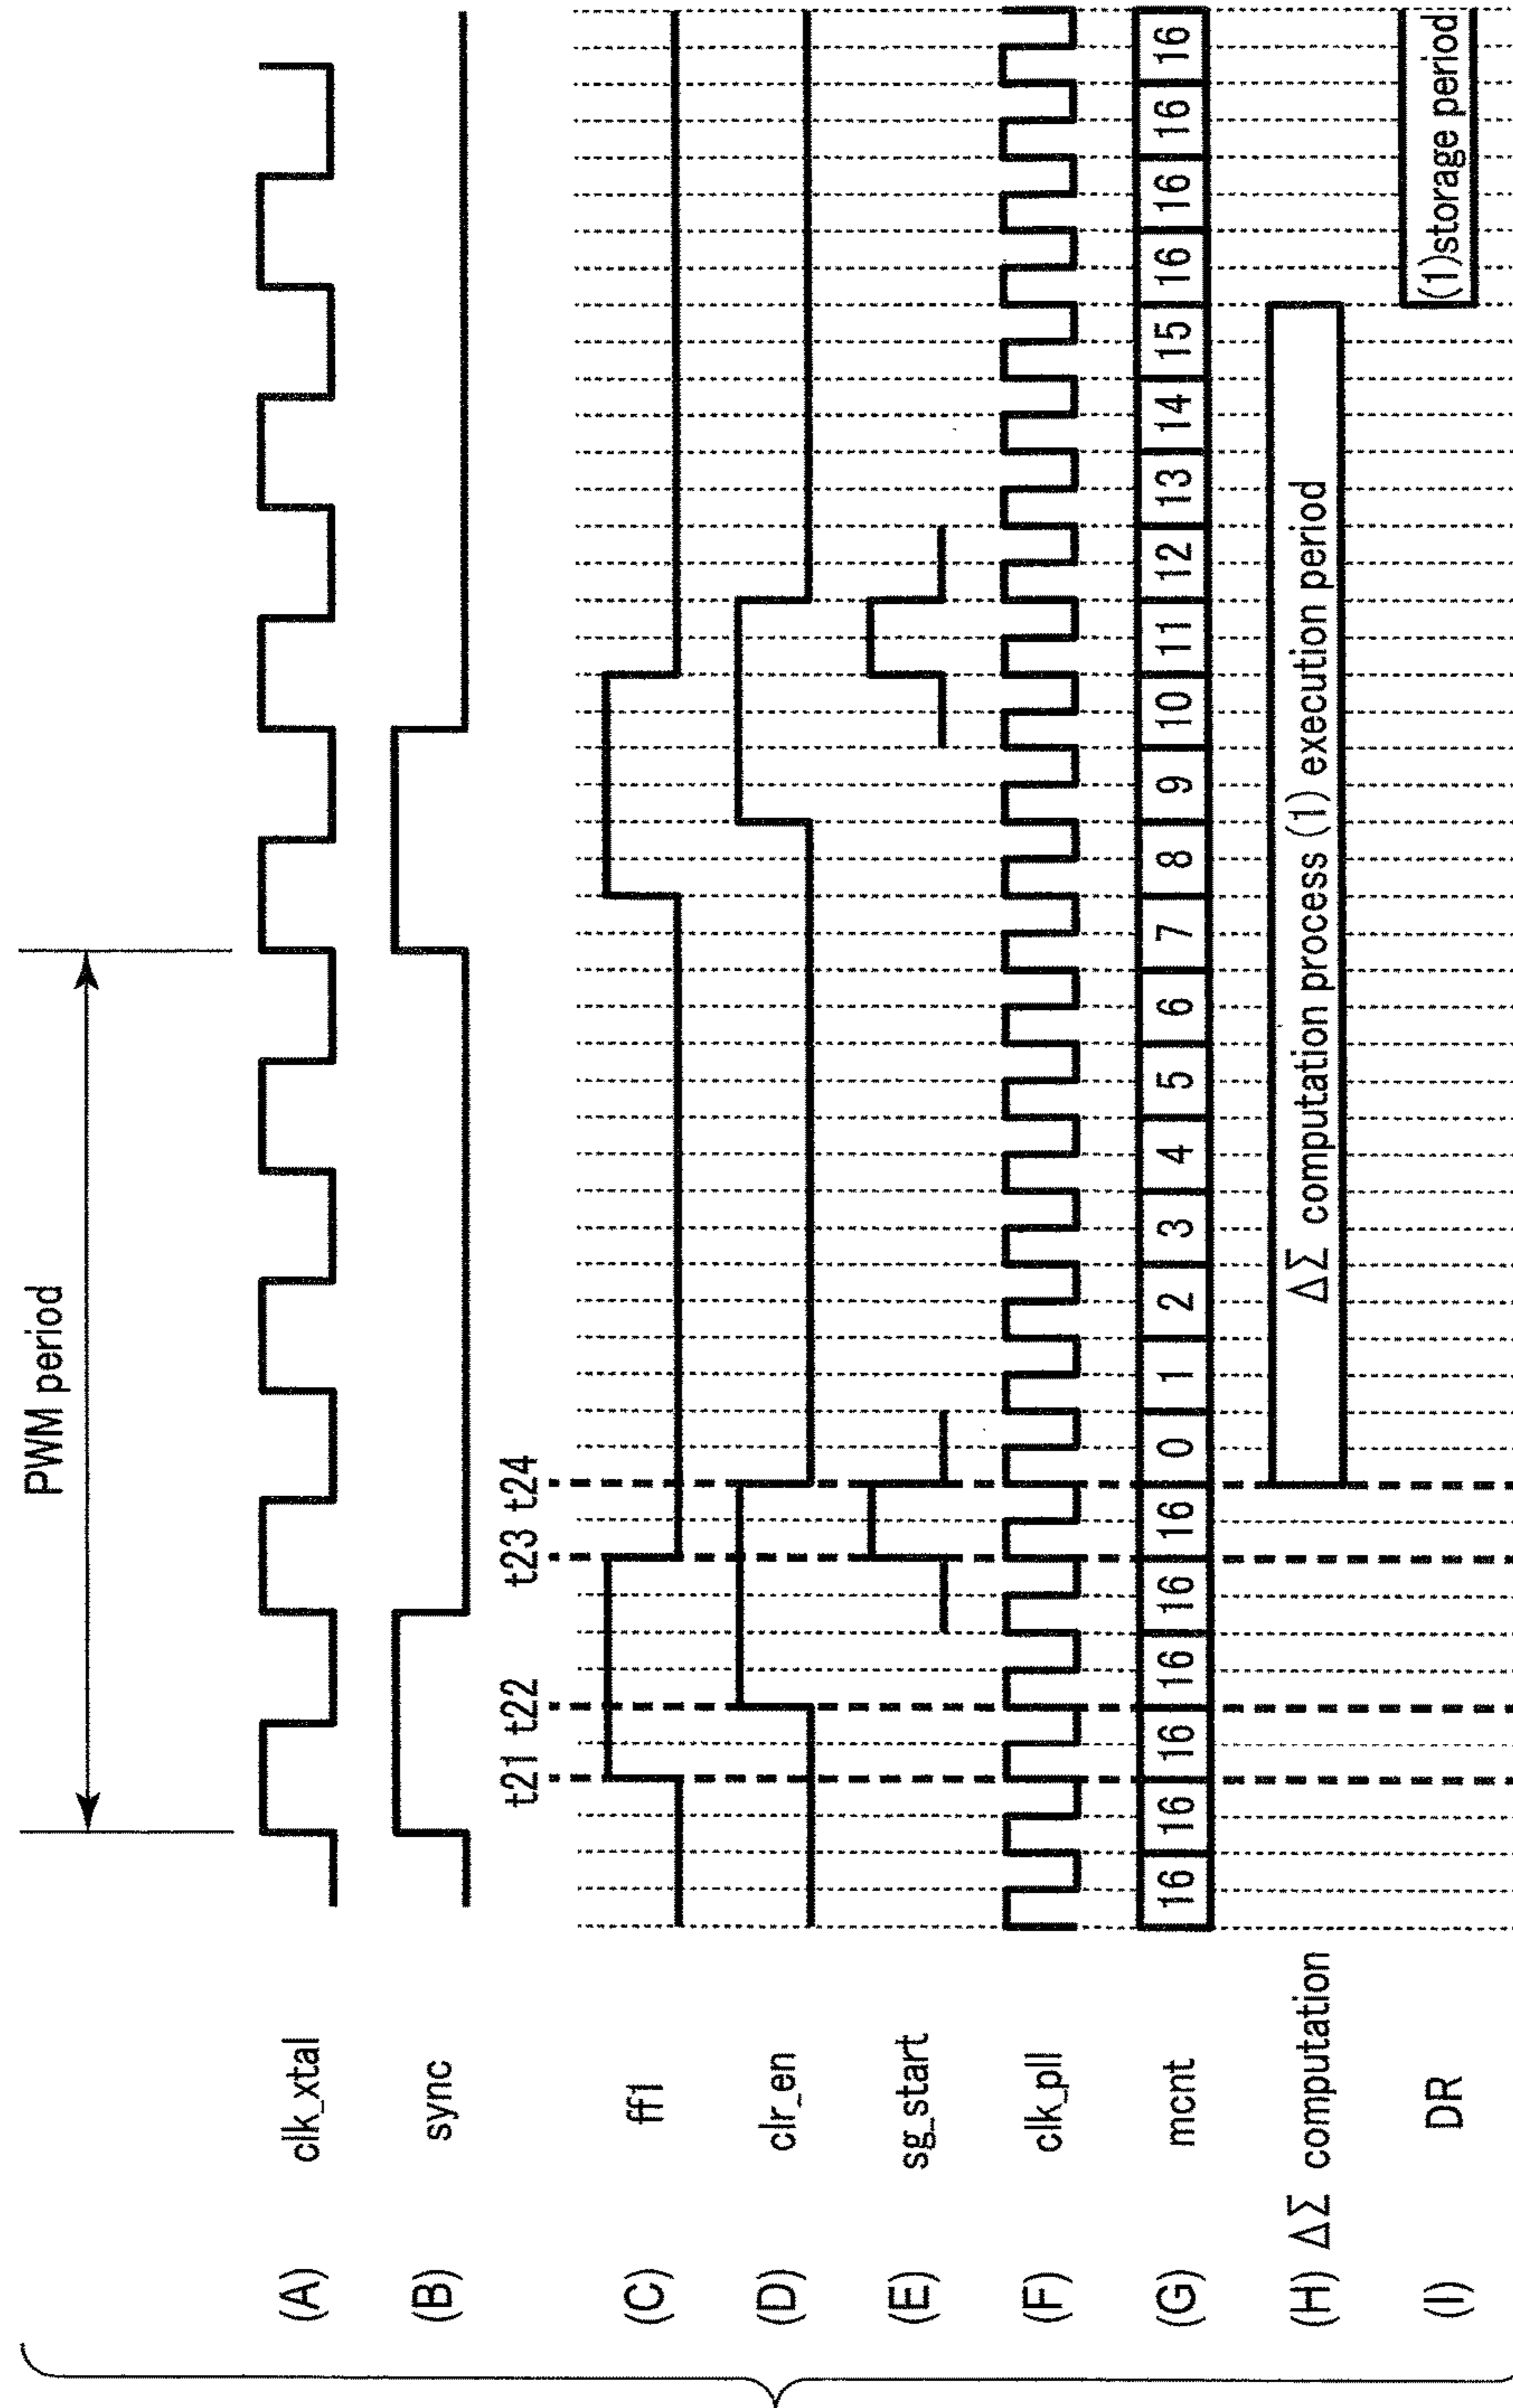 PWM period
(A) clk_xtal
(B) sync
t21 t22 t23 t24
(C) ff1
(D) clr_en
(E) sg_start
(F) clk_pll
(G) mcnt 16 16 16 16 16 16 0 1 2 3 4 5 6 7 8 9 10 11 12 13 14 15 16 16 16 16
(H) ΔΣ computation ΔΣ computation process (1) execution period
(I) DR (1)storage period